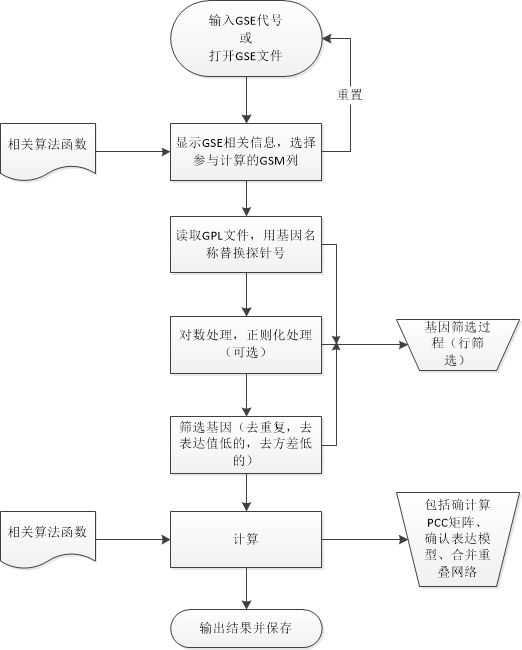 输入GSE代号
或
打开GSE文件
重置
相关算法函数
显示GSE相关信息，选择
参与计算的GSM列
读取GPL文件，用基因名
称替换探针号
对数处理，正则化处理
（可选）
基因筛选过
程（行筛
选）
筛选基因（去重复，去
表达值低的，去方差低
的）
相关算法函数
计算
包括确计算
PCC矩阵、
确认表达模
型、合并重
叠网络
输出结果并保存